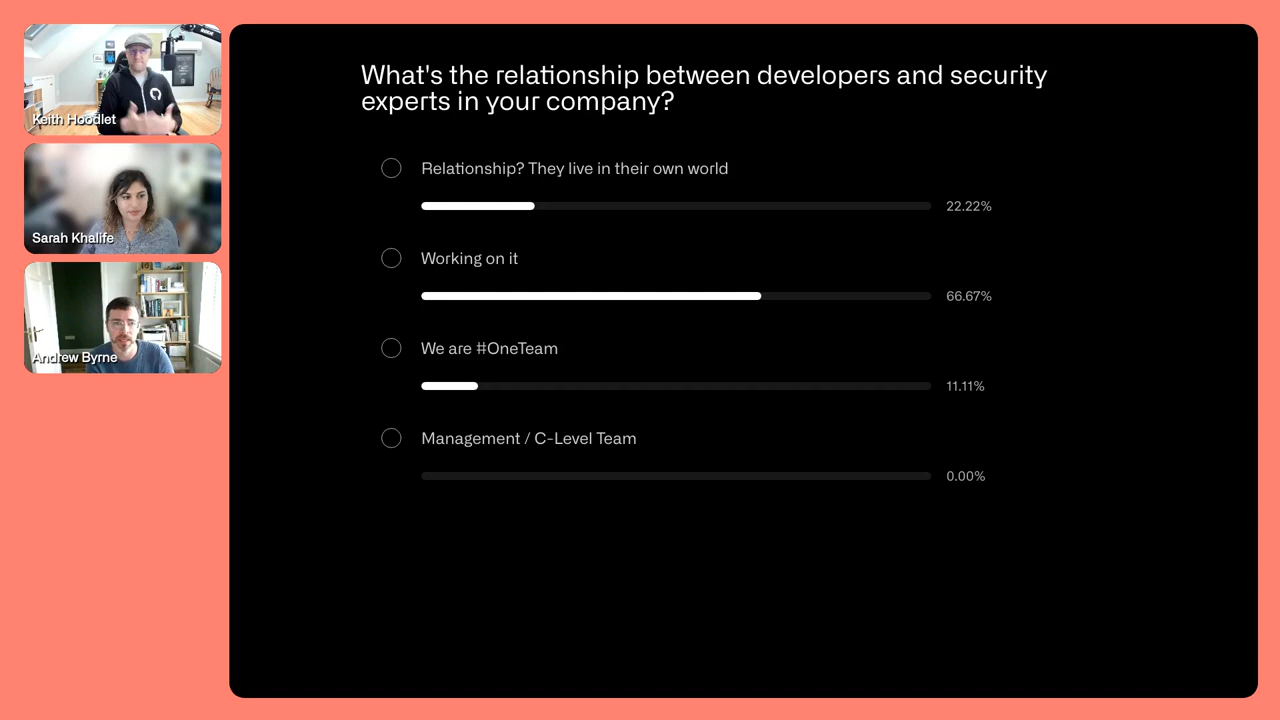 Keith Hoodlet
Sarah Khalife
Andrew Byrne
What's the relationship between developers and security
experts in your company?
Relationship? They live in their own world
22.22%
Working on it
66.67%
We are #OneTeam
11.11%
Management / C-Level Team
0.00%